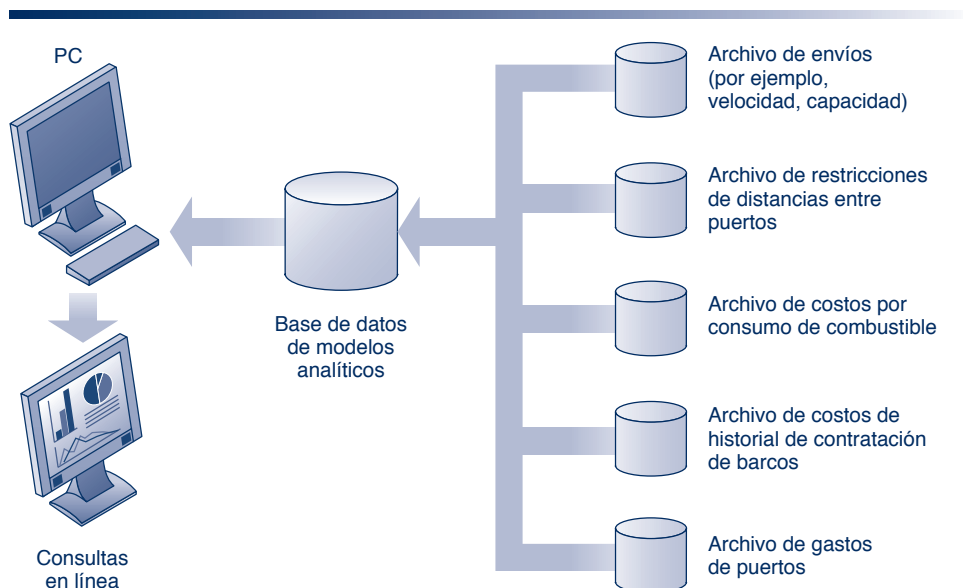 PC
Archivo de envíos
(por ejemplo,
velocidad, capacidad)
Archivo de restricciones
de distancias entre
puertos
Base de datos
de modelos
analíticos
Archivo de costos por
consumo de combustible
Archivo de costos de
historial de contratación
de barcos
Consultas
en línea
Archivo de gastos
de puertos